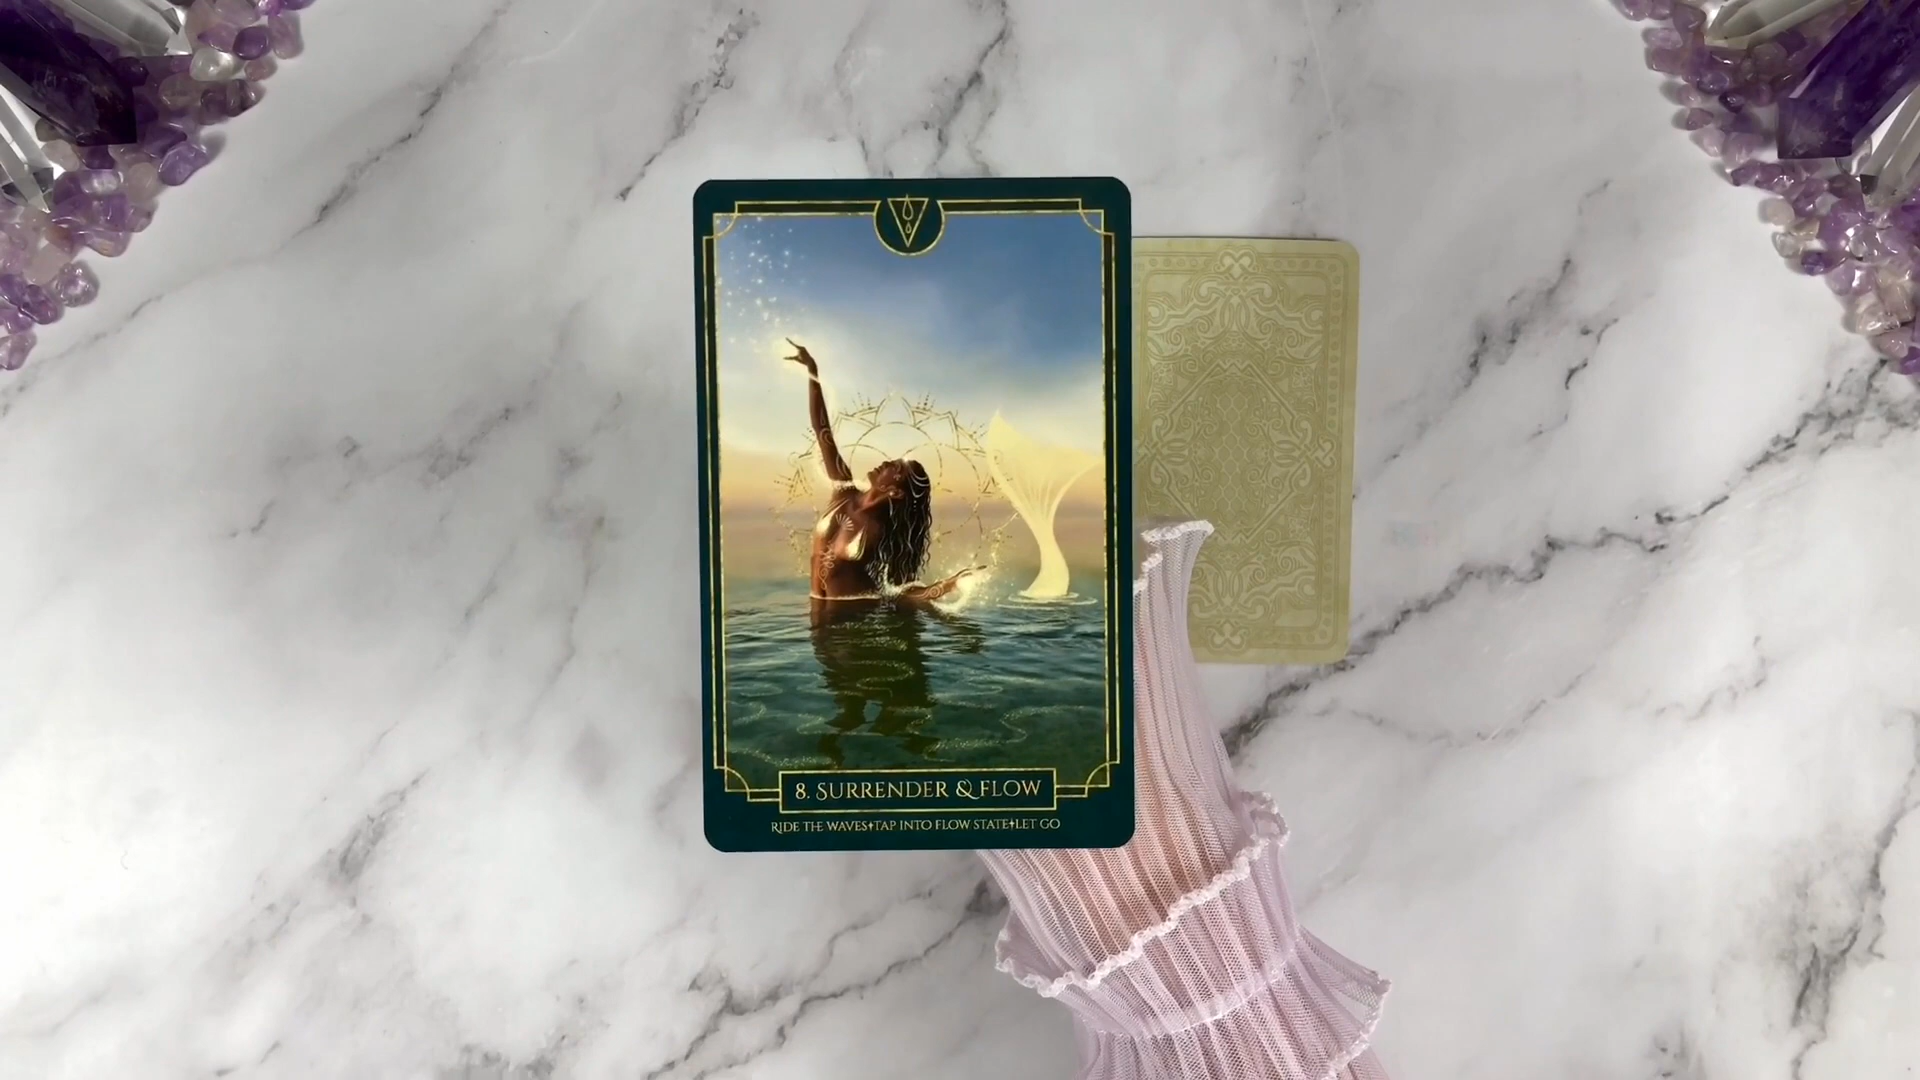 8. SURRENDER & FLOW
RIDE THE WAVES✦TAP INTO FLOW STATE✦LET GO